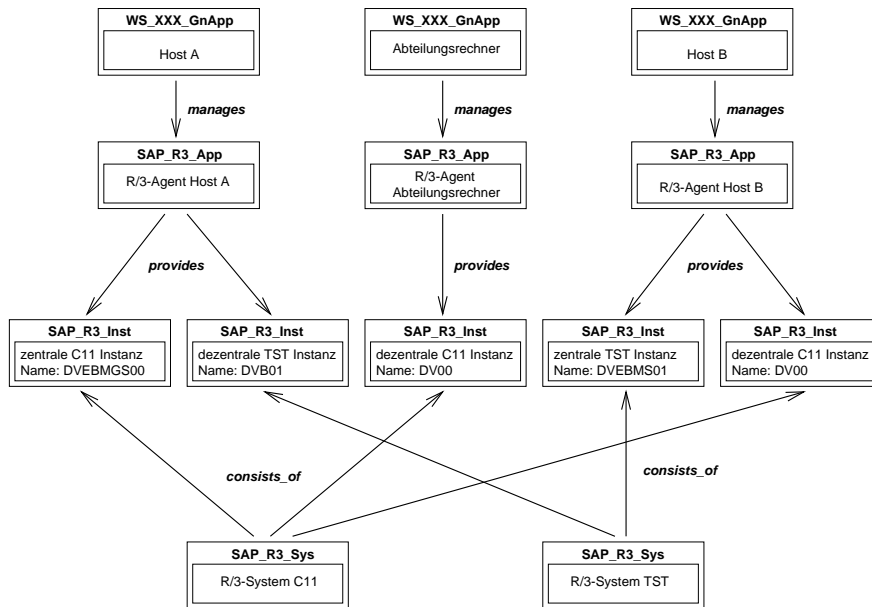 WS_XXX_GnApp
Host A
WS_XXX_GnApp
Abteilungsrechner
WS_XXX_GnApp
Host B
manages
manages
manages
SAP_R3_App
R/3-Agent Host A
SAP_R3_App
R/3-Agent
Abteilungsrechner
SAP_R3_App
R/3-Agent Host B
provides
provides
provides
SAP_R3_Inst
zentrale C11 Instanz
Name: DVEBMGS00
SAP_R3_Inst
dezentrale TST Instanz
Name: DVB01
SAP_R3_Inst
dezentrale C11 Instanz
Name: DV00
SAP_R3_Inst
zentrale TST Instanz
Name: DVEBMS01
SAP_R3_Inst
dezentrale C11 Instanz
Name: DV00
consists_of
consists_of
SAP_R3_Sys
R/3-System C11
SAP_R3_Sys
R/3-System TST